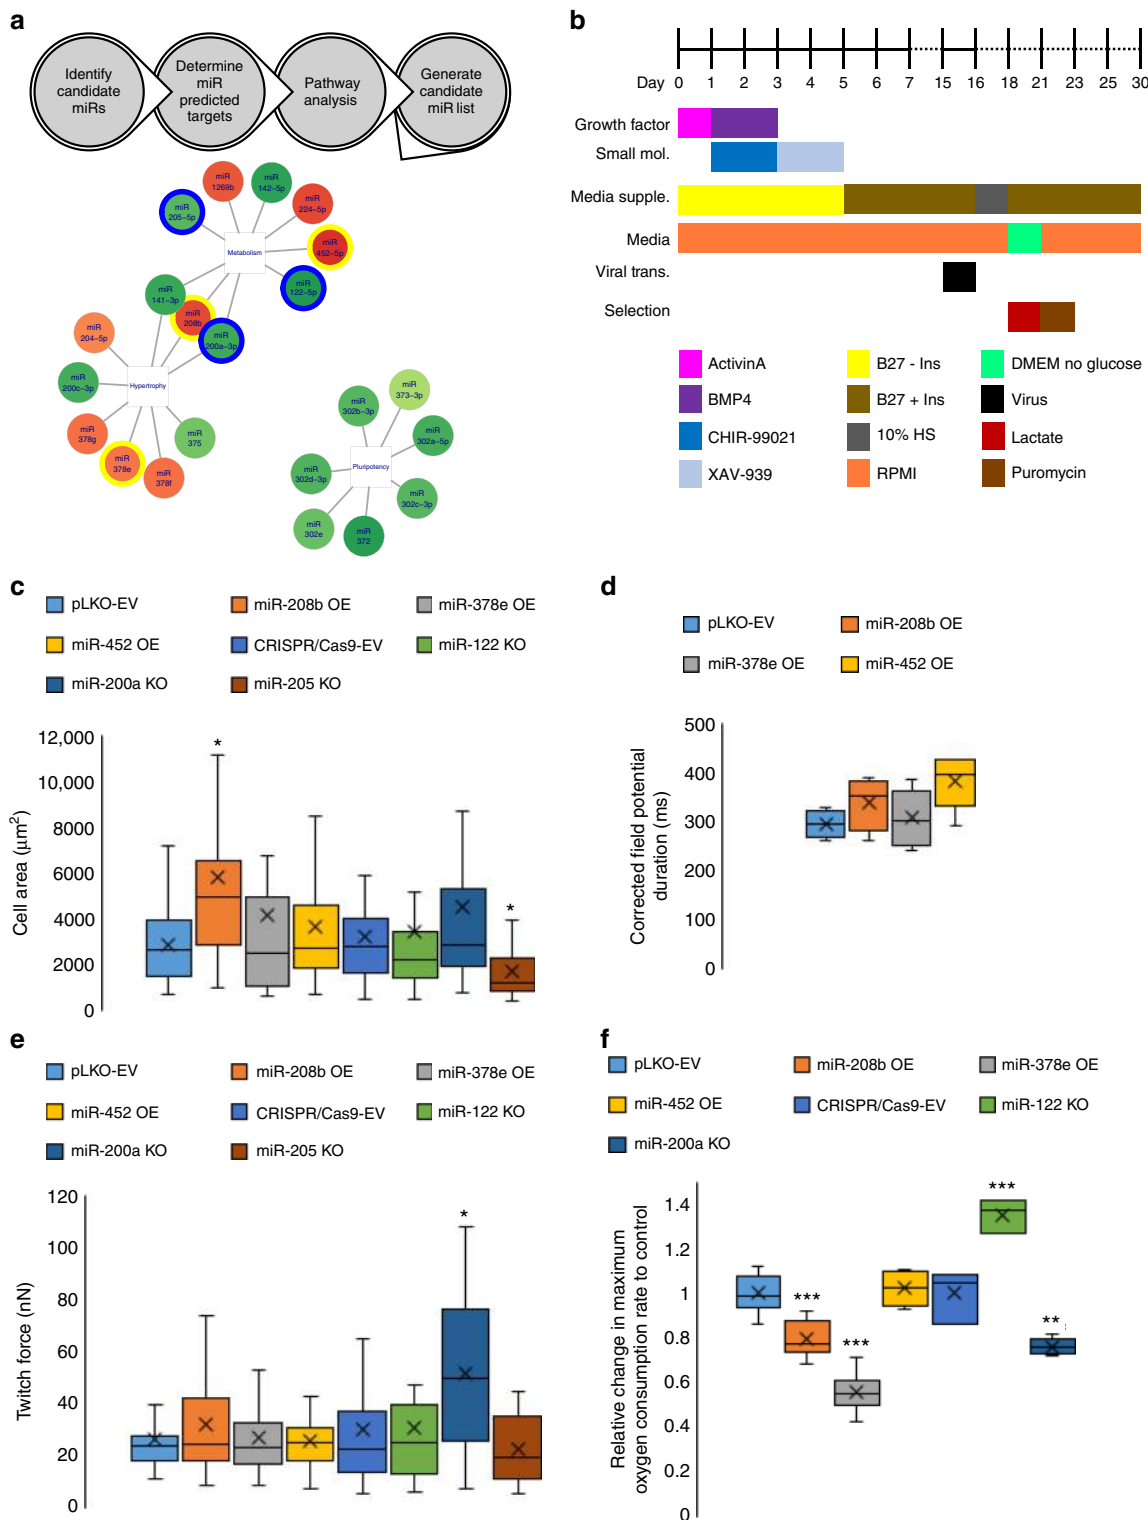 a
Identify
candidate
miRs
Determine
miR
predicted
targets
Pathway
analysis
Generate
candidate
miR list
miR
1269b
miR
142-5p
miR
205-5p
miR
224-5p
Metabolism
miR
452-5p
miR
141-3p
miR
122-5p
miR
208b
miR
204-5p
miR
200a-3p
miR
200c-3p
Hypertrophy
miR
378g
miR
375
miR
378e
miR
378f
miR
373-3p
miR
302b-3p
miR
302a-5p
Pluripotency
miR
302d-3p
miR
302c-3p
miR
302e
miR
372
b
Day 0 1 3 5 6 7 15 16 18 21 23 25 30
Growth factor
Small mol.
Media supple.
Media
Viral trans.
Selection
ActivinA
B27 - Ins
DMEM no glucose
BMP4
B27 + Ins
Virus
CHIR-99021
10% HS
Lactate
XAV-939
RPMI
Puromycin
c
pLKO-EV
miR-208b OE
miR-378e OE
miR-452 OE
CRISPR/Cas9-EV
miR-122 KO
miR-200a KO
miR-205 KO
Cell area (μm²)
12,000
10,000
8000
6000
4000
2000
0
*
*
d
pLKO-EV
miR-208b OE
miR-378e OE
miR-452 OE
Corrected field potential
duration (ms)
500
400
300
200
100
0
e
pLKO-EV
miR-208b OE
miR-378e OE
miR-452 OE
CRISPR/Cas9-EV
miR-122 KO
miR-200a KO
miR-205 KO
Twitch force (nN)
120
100
80
60
40
20
0
*
f
pLKO-EV
miR-208b OE
miR-378e OE
miR-452 OE
CRISPR/Cas9-EV
miR-122 KO
miR-200a KO
Relative change in maximum
oxygen consumption rate to control
1.4
1.2
1
0.8
0.6
0.4
0.2
0
***
***
***
**